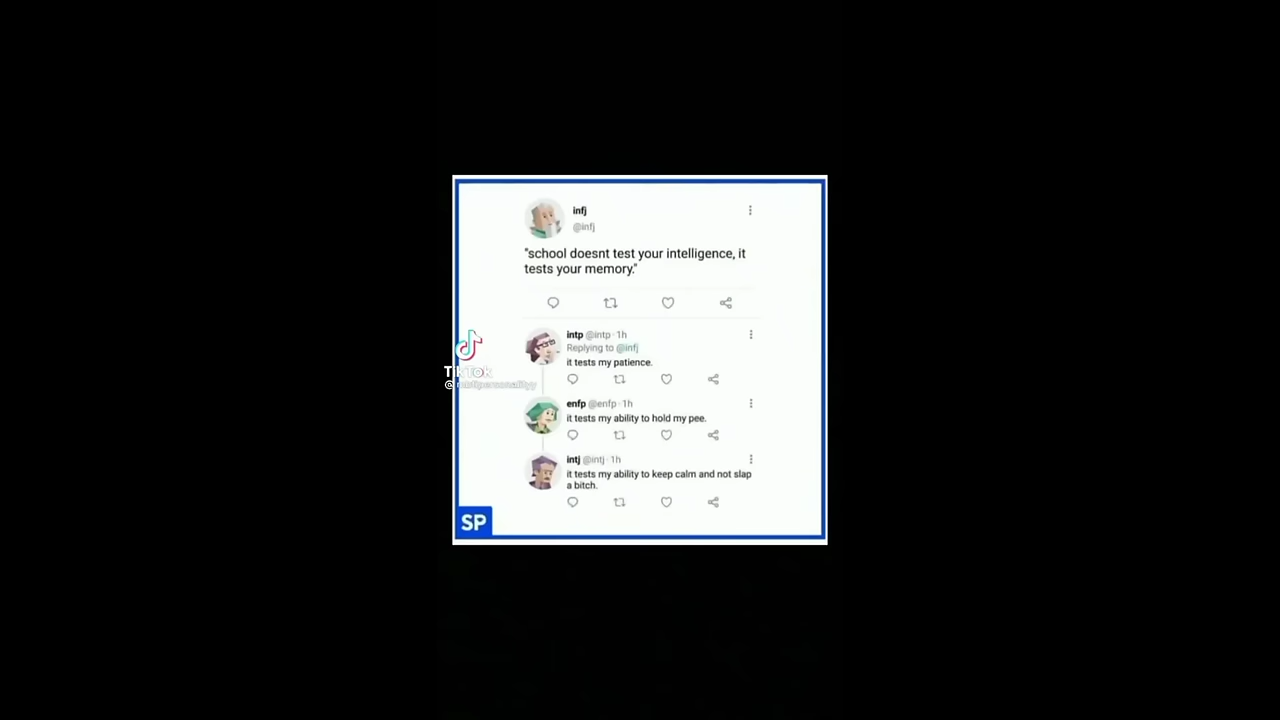 infj
@infj
"school doesnt test your intelligence, it
tests your memory."
intp @intp · 1h
Replying to @infj
it tests my patience.
enfp @enfp · 1h
it tests my ability to hold my pee.
intj @intj · 1h
it tests my ability to keep calm and not slap
a bitch.
TikTok
SP